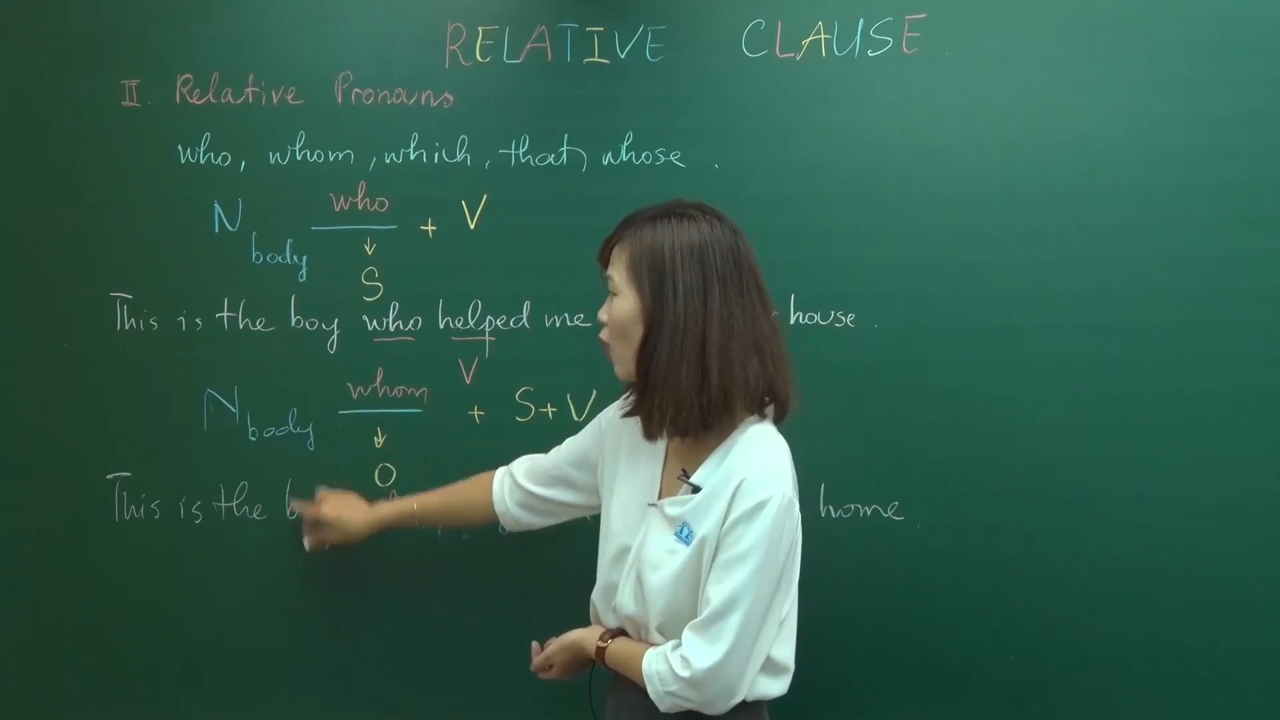 RELATIVE CLAUSE
II. Relative Pronouns
who, whom, which, that, whose.
N body who + V
↓
S
This is the boy who helped me house.
V
N body whom + S+V
↓
O
This is the home.